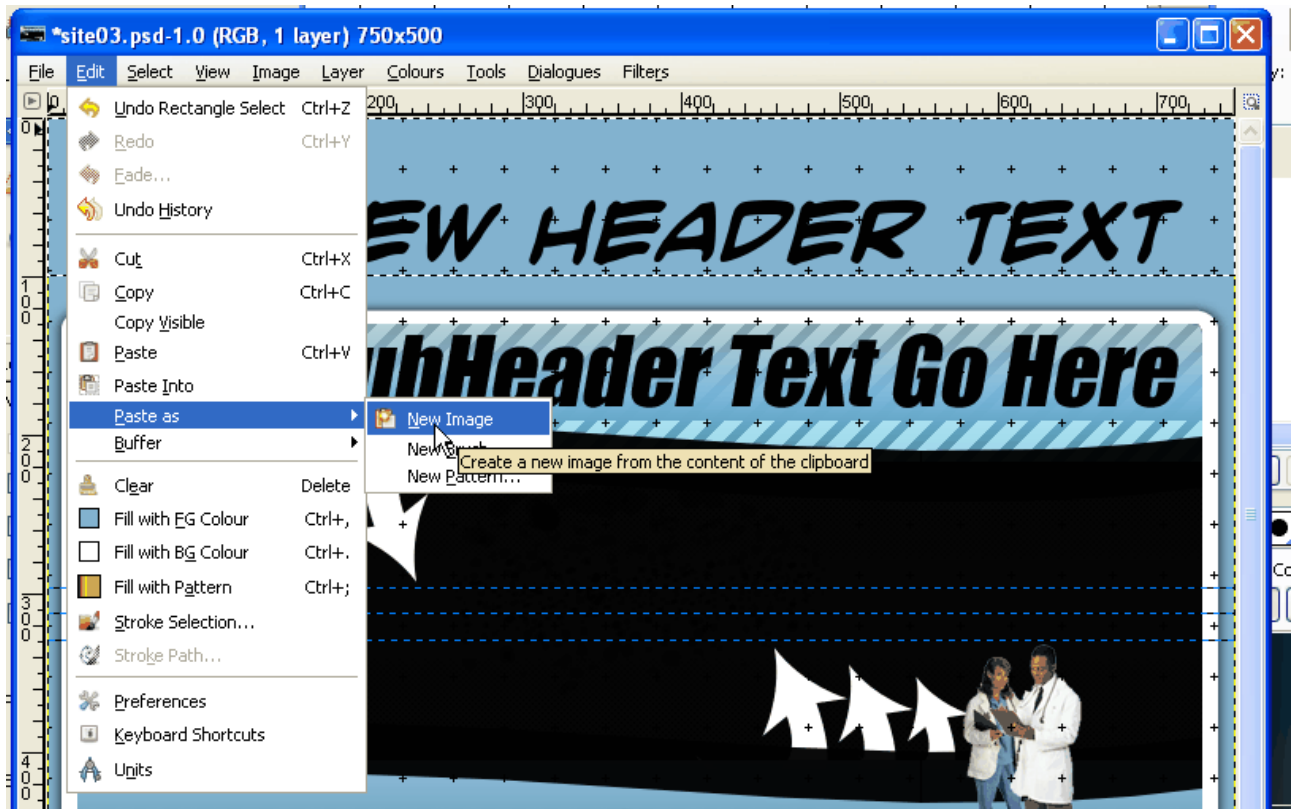 *site03.psd-1.0 (RGB, 1 layer) 750x500
File Edit Select View Image Layer Colours Tools Dialogues Filters
0 200 300 400 500 600 700
0
100
200
300
400
Undo Rectangle Select Ctrl+Z
Redo Ctrl+Y
Fade...
Undo History
Cut Ctrl+X
Copy Ctrl+C
Copy Visible
Paste Ctrl+V
Paste Into
Paste as
Buffer
Clear Delete
Fill with FG Colour Ctrl+,
Fill with BG Colour Ctrl+.
Fill with Pattern Ctrl+;
Stroke Selection...
Stroke Path...
Preferences
Keyboard Shortcuts
Units
New Image
New
New Pattern...
Create a new image from the content of the clipboard
EW HEADER TEXT
ubHeader Text Go Here